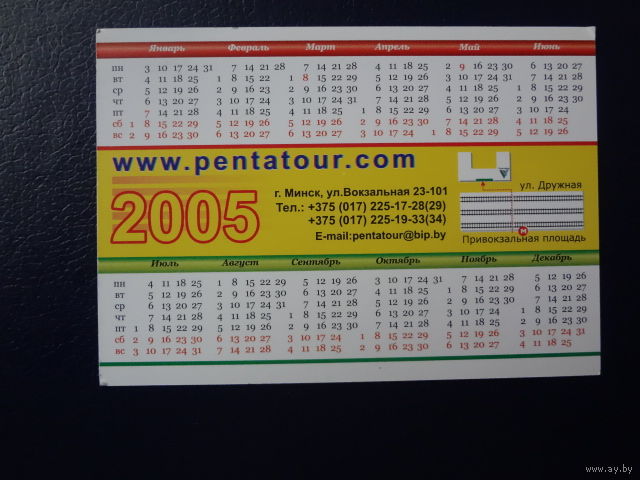 Январь Февраль Март Апрель Май Июнь
пн 3 10 17 24 31 7 14 21 28 7 14 21 28 4 11 18 25 2 9 16 23 30 6 13 20 27
вт 4 11 18 25 1 8 15 22 1 8 15 22 29 5 12 19 26 3 10 17 24 31 7 14 21 28
ср 5 12 19 26 2 9 16 23 2 9 16 23 30 6 13 20 27 4 11 18 25 1 8 15 22 29
чт 6 13 20 27 3 10 17 24 3 10 17 24 31 7 14 21 28 5 12 19 26 2 9 16 23 30
пт 7 14 21 28 4 11 18 25 4 11 18 25 1 8 15 22 29 6 13 20 27 3 10 17 24
сб 1 8 15 22 29 5 12 19 26 5 12 19 26 2 9 16 23 30 7 14 21 28 4 11 18 25
вс 2 9 16 23 30 6 13 20 27 6 13 20 27 3 10 17 24 1 8 15 22 29 5 12 19 26
www.pentatour.com
2005
г. Минск, ул.Вокзальная 23-101
Тел.: +375 (017) 225-17-28(29)
+375 (017) 225-19-33(34)
E-mail:pentatour@bip.by
ул. Дружная
М
Привокзальная площадь
Июль Август Сентябрь Октябрь Ноябрь Декабрь
пн 4 11 18 25 1 8 15 22 29 5 12 19 26 3 10 17 24 31 7 14 21 28 5 12 19 26
вт 5 12 19 26 2 9 16 23 30 6 13 20 27 4 11 18 25 1 8 15 22 29 6 13 20 27
ср 6 13 20 27 3 10 17 24 31 7 14 21 28 5 12 19 26 2 9 16 23 30 7 14 21 28
чт 7 14 21 28 4 11 18 25 1 8 15 22 29 6 13 20 27 3 10 17 24 1 8 15 22 29
пт 1 8 15 22 29 5 12 19 26 2 9 16 23 30 7 14 21 28 4 11 18 25 2 9 16 23 30
сб 2 9 16 23 30 6 13 20 27 3 10 17 24 1 8 15 22 29 5 12 19 26 3 10 17 24 31
вс 3 10 17 24 31 7 14 21 28 4 11 18 25 2 9 16 23 30 6 13 20 27 4 11 18 25
www.ay.by